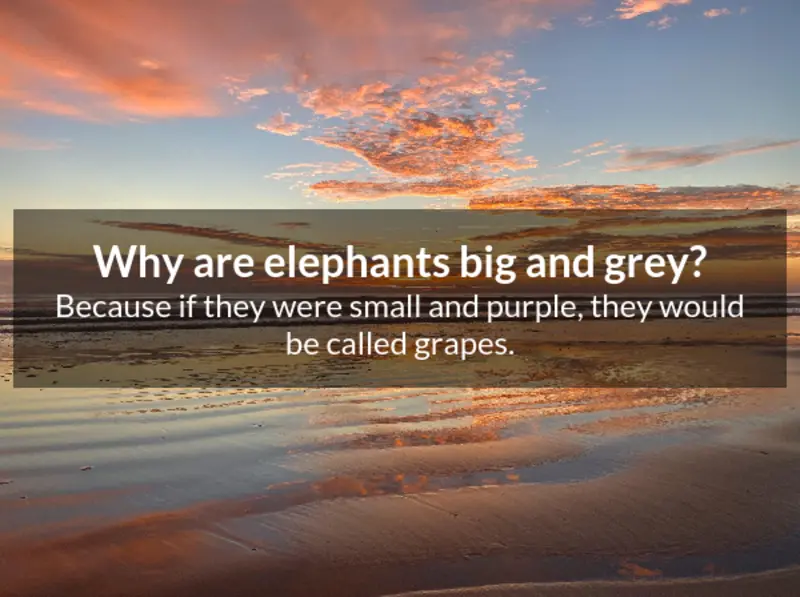 Why are elephants big and grey?
Because if they were small and purple, they would
be called grapes.